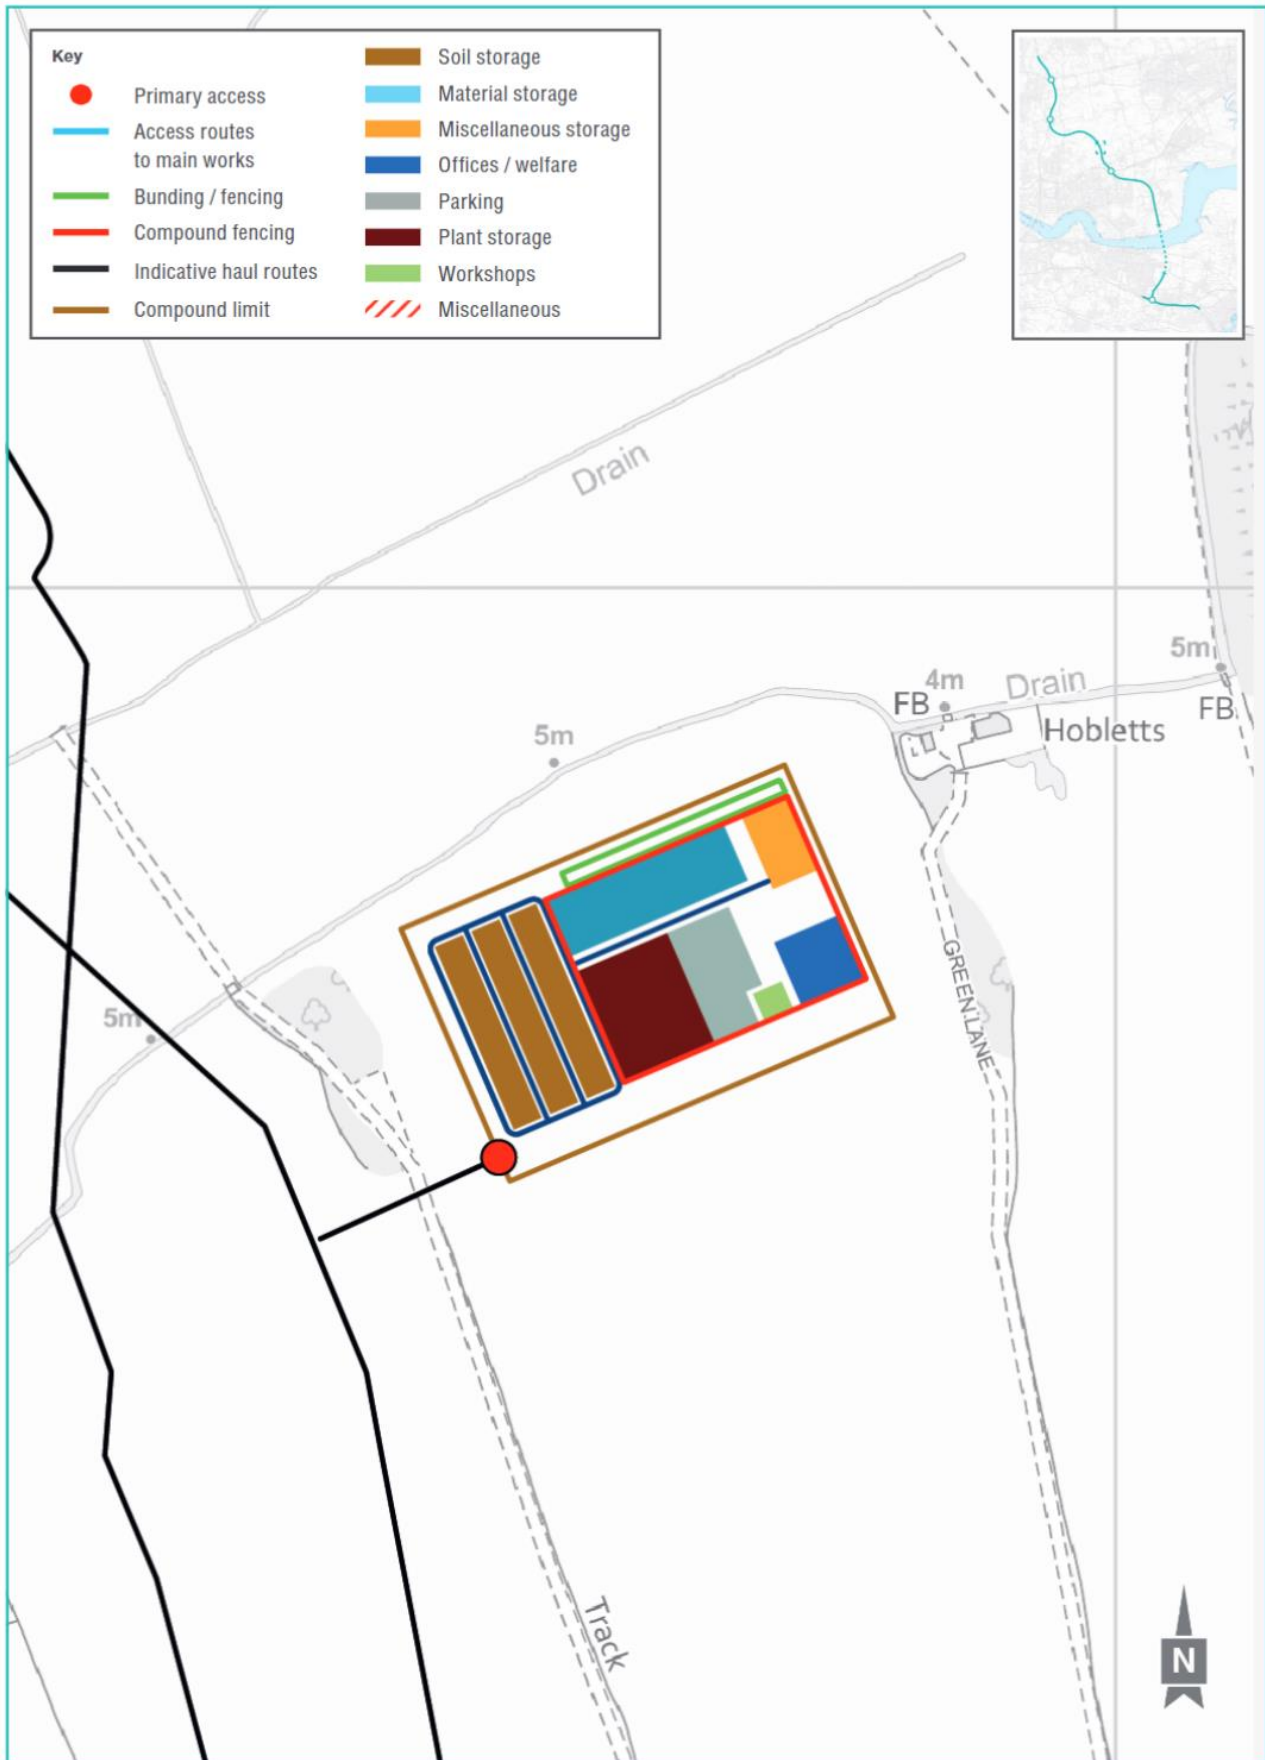 Key
Primary access
Access routes
to main works
Bunding / fencing
Compound fencing
Indicative haul routes
Compound limit
Soil storage
Material storage
Miscellaneous storage
Offices / welfare
Parking
Plant storage
Workshops
Miscellaneous
Drain
5m
4m
Drain
FB
FB
Hobletts
5m
GREEN LANE
5m
Track
N